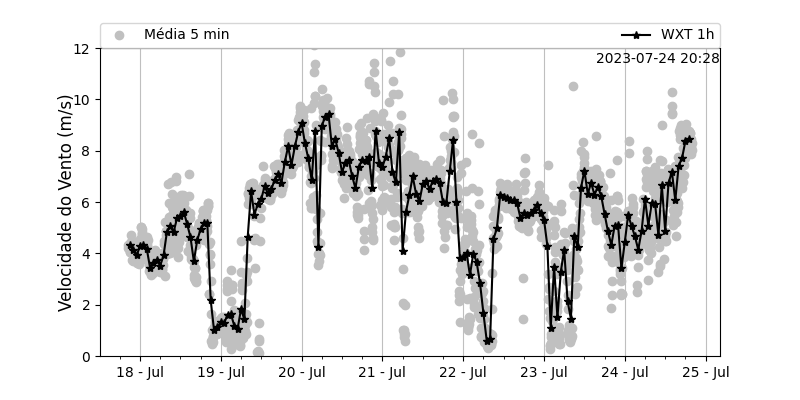 Média 5 min
WXT 1h
2023-07-24 20:28
Velocidade do Vento (m/s)
12
10
8
6
4
2
0
18 - Jul
19 - Jul
20 - Jul
21 - Jul
22 - Jul
23 - Jul
24 - Jul
25 - Jul